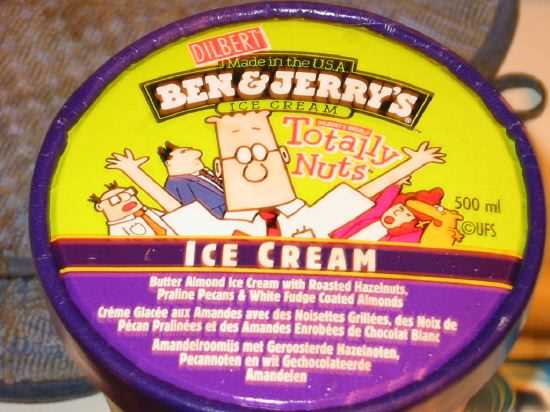 DILBERT
Made in the U.S.A.
BEN & JERRY'S
ICE CREAM
DILBERT'S WORLD
Totally
Nuts
500 ml
©UFS
ICE CREAM
Butter Almond Ice Cream with Roasted Hazelnuts,
Praline Pecans & White Fudge Coated Almonds
Crème Glacée aux Amandes avec des Noisettes Grillées, des Noix de
Pécan Pralinées et des Amandes Enrobées de Chocolat Blanc
Amandelroomijs met Geroosterde Hazelnoten,
Pecannoten en wit Gechocolateerde
Amandelen